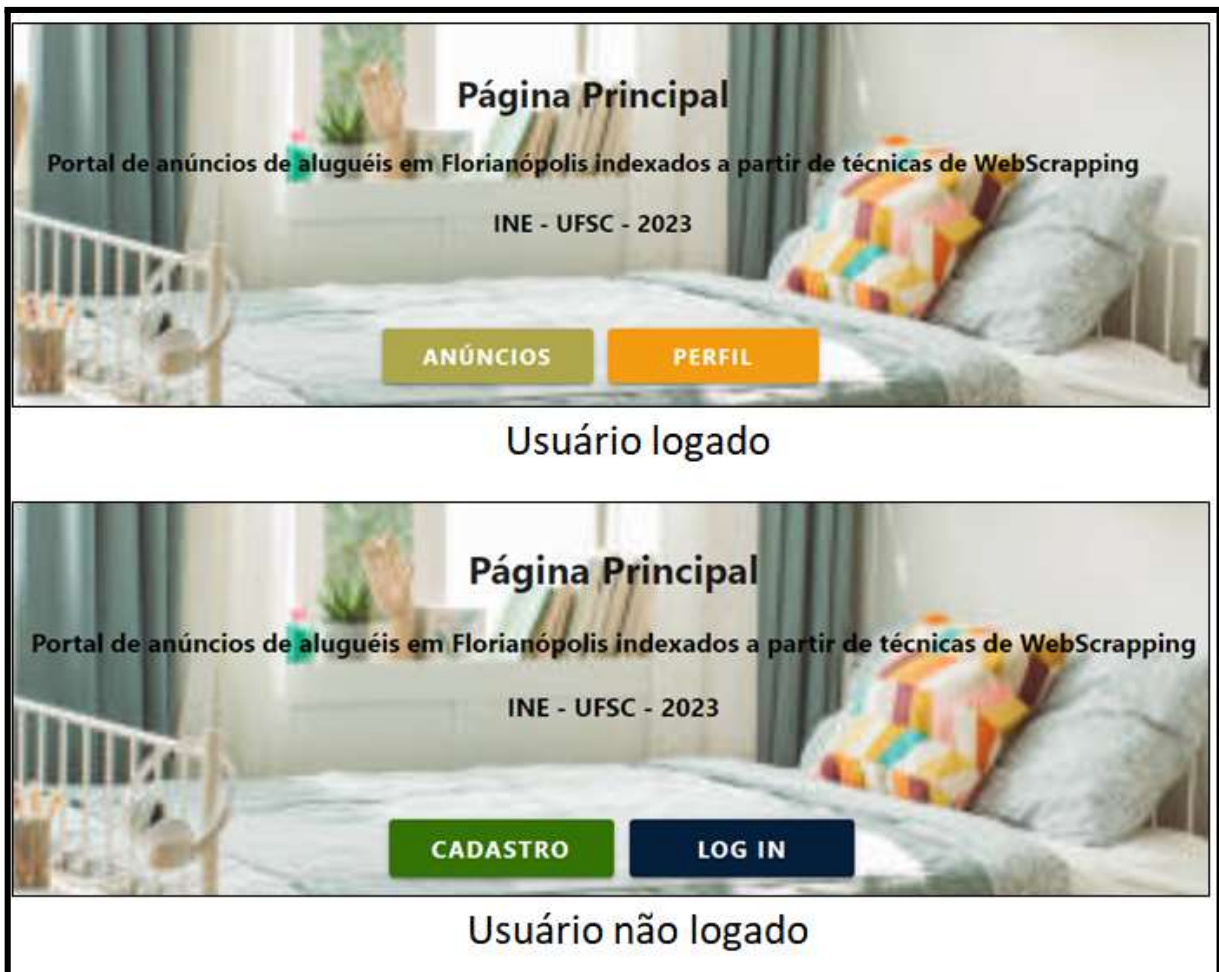 Página Principal
Portal de anúncios de aluguéis em Florianópolis indexados a partir de técnicas de WebScrapping
INE - UFSC - 2023
ANÚNCIOS PERFIL
Usuário logado
Página Principal
Portal de anúncios de aluguéis em Florianópolis indexados a partir de técnicas de WebScrapping
INE - UFSC - 2023
CADASTRO LOG IN
Usuário não logado